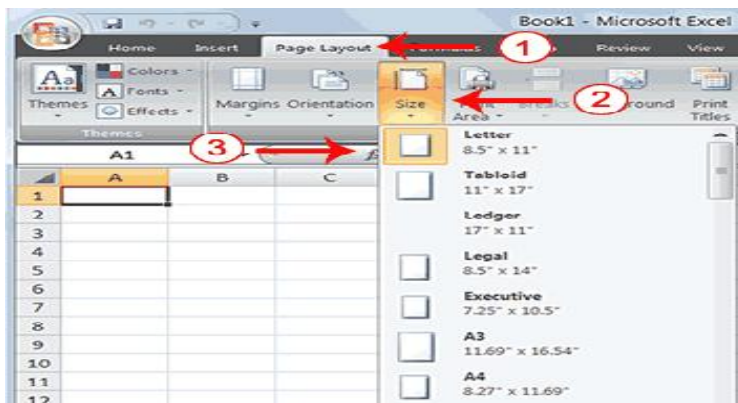 Book1 - Microsoft Excel
Home Insert Page Layout 1 Review View
Colors
Fonts
Effects
Themes Margins Orientation Size 2 Print
Area Titles
Themes
A1 3
Letter
8.5" x 11"
Tabloid
11" x 17"
Ledger
17" x 11"
Legal
8.5" x 14"
Executive
7.25" x 10.5"
A3
11.69" x 16.54"
A4
8.27" x 11.69"
A B C
1
2
3
4
5
6
7
8
9
10
11
12